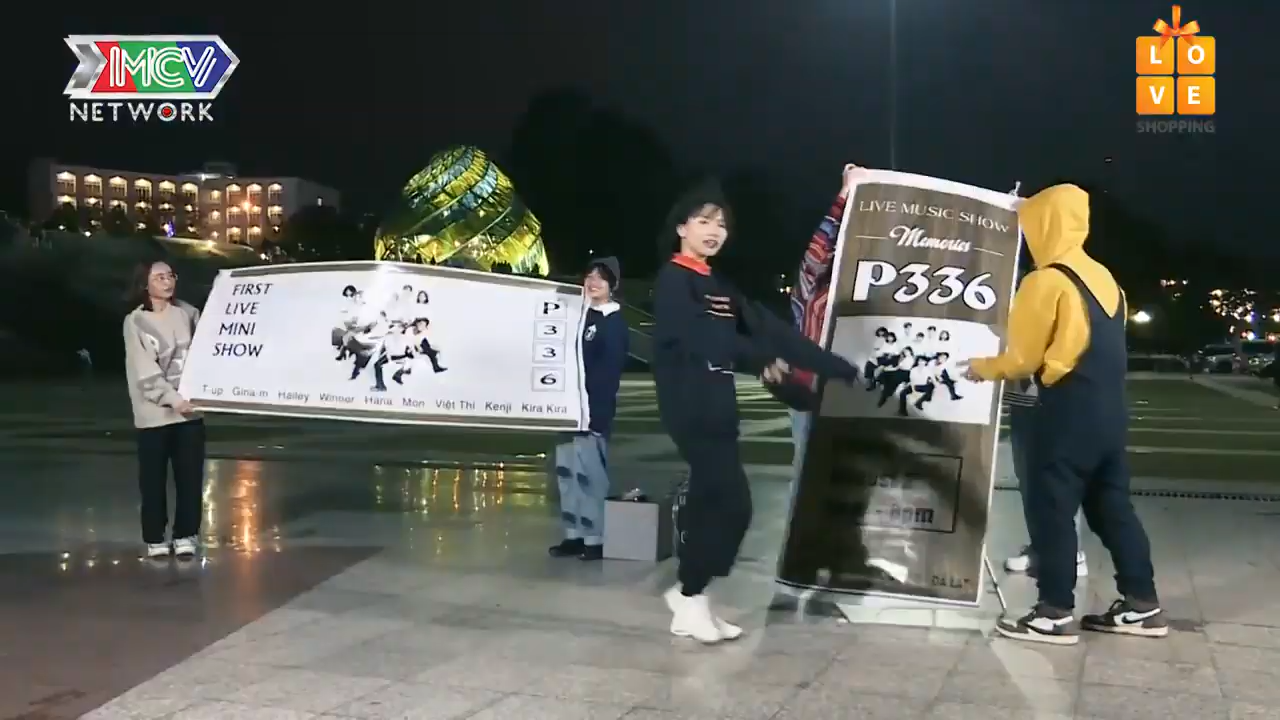 MCV
NETWORK
LOVE
SHOPPING
FIRST
LIVE
MINI
SHOW
P
3
3
6
T-up Gina-m Hailey Winner Hana Mon Việt Thi Kenji Kira Kira
LIVE MUSIC SHOW
Memories
P336